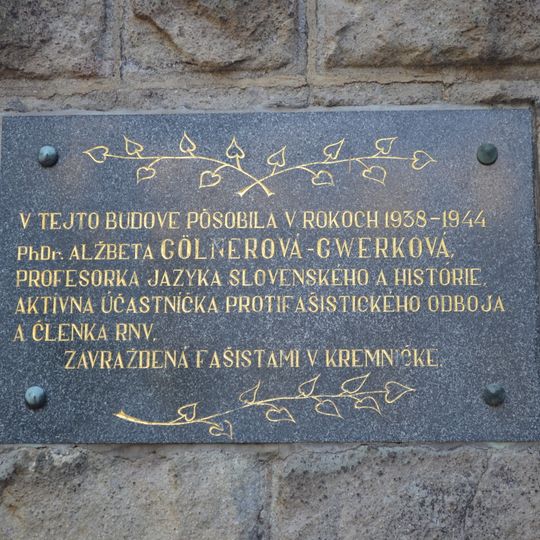 V TEJTO BUDOVE PÔSOBILA V ROKOCH 1938-1944
PhDr. ALŽBETA GÖLNEROVÁ-GWERKOVÁ,
PROFESORKA JAZYKA SLOVENSKÉHO A HISTÓRIE,
AKTÍVNA ÚČASTNÍČKA PROTIFAŠISTICKÉHO ODBOJA
A ČLENKA RNV,
ZAVRAŽDENÁ FAŠISTAMI V KREMNIČKE.